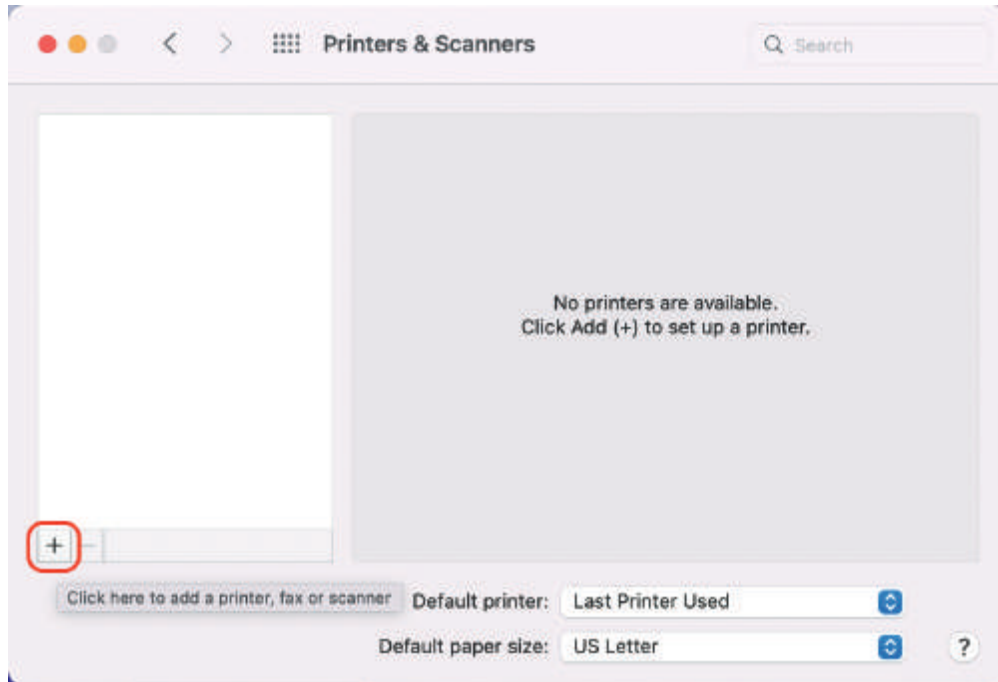 Printers & Scanners
Search
No printers are available.
Click Add (+) to set up a printer.
+ −
Click here to add a printer, fax or scanner
Default printer: Last Printer Used
Default paper size: US Letter
?